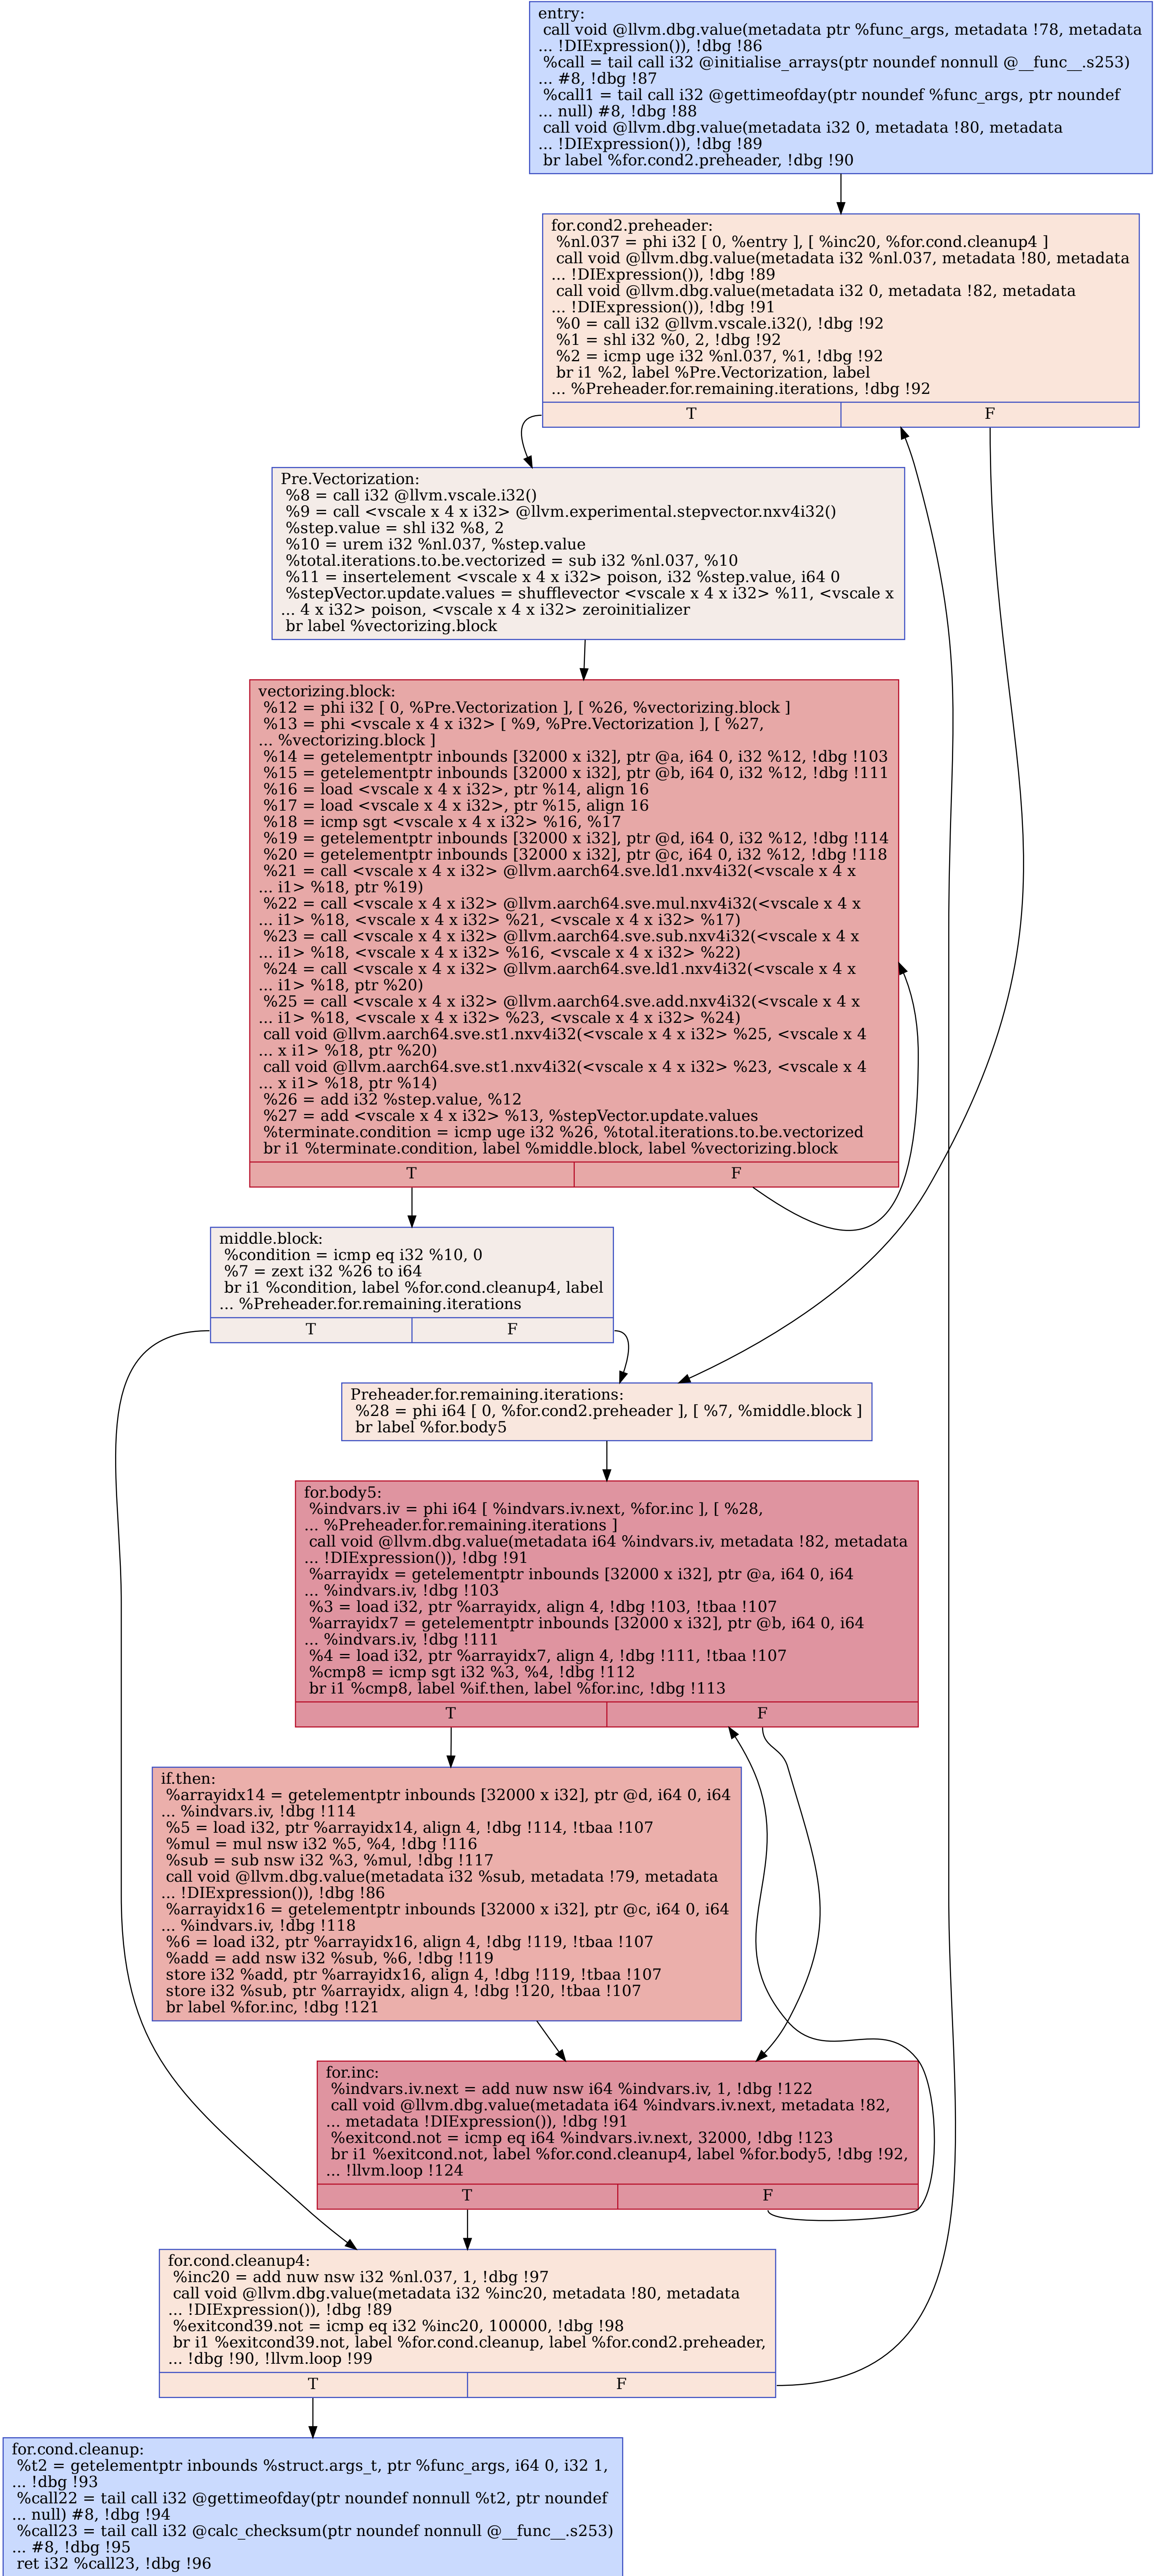 entry:
call void @llvm.dbg.value(metadata ptr %func_args, metadata !78, metadata
... !DIExpression()), !dbg !86
%call = tail call i32 @initialise_arrays(ptr noundef nonnull @__func__.s253)
... #8, !dbg !87
%call1 = tail call i32 @gettimeofday(ptr noundef %func_args, ptr noundef
... null) #8, !dbg !88
call void @llvm.dbg.value(metadata i32 0, metadata !80, metadata
... !DIExpression()), !dbg !89
br label %for.cond2.preheader, !dbg !90
for.cond2.preheader:
%nl.037 = phi i32 [ 0, %entry ], [ %inc20, %for.cond.cleanup4 ]
call void @llvm.dbg.value(metadata i32 %nl.037, metadata !80, metadata
... !DIExpression()), !dbg !89
call void @llvm.dbg.value(metadata i32 0, metadata !82, metadata
... !DIExpression()), !dbg !91
%0 = call i32 @llvm.vscale.i32(), !dbg !92
%1 = shl i32 %0, 2, !dbg !92
%2 = icmp uge i32 %nl.037, %1, !dbg !92
br i1 %2, label %Pre.Vectorization, label
... %Preheader.for.remaining.iterations, !dbg !92
T F
Pre.Vectorization:
%8 = call i32 @llvm.vscale.i32()
%9 = call <vscale x 4 x i32> @llvm.experimental.stepvector.nxv4i32()
%step.value = shl i32 %8, 2
%10 = urem i32 %nl.037, %step.value
%total.iterations.to.be.vectorized = sub i32 %nl.037, %10
%11 = insertelement <vscale x 4 x i32> poison, i32 %step.value, i64 0
%stepVector.update.values = shufflevector <vscale x 4 x i32> %11, <vscale x
... 4 x i32> poison, <vscale x 4 x i32> zeroinitializer
br label %vectorizing.block
vectorizing.block:
%12 = phi i32 [ 0, %Pre.Vectorization ], [ %26, %vectorizing.block ]
%13 = phi <vscale x 4 x i32> [ %9, %Pre.Vectorization ], [ %27,
... %vectorizing.block ]
%14 = getelementptr inbounds [32000 x i32], ptr @a, i64 0, i32 %12, !dbg !103
%15 = getelementptr inbounds [32000 x i32], ptr @b, i64 0, i32 %12, !dbg !111
%16 = load <vscale x 4 x i32>, ptr %14, align 16
%17 = load <vscale x 4 x i32>, ptr %15, align 16
%18 = icmp sgt <vscale x 4 x i32> %16, %17
%19 = getelementptr inbounds [32000 x i32], ptr @d, i64 0, i32 %12, !dbg !114
%20 = getelementptr inbounds [32000 x i32], ptr @c, i64 0, i32 %12, !dbg !118
%21 = call <vscale x 4 x i32> @llvm.aarch64.sve.ld1.nxv4i32(<vscale x 4 x
... i1> %18, ptr %19)
%22 = call <vscale x 4 x i32> @llvm.aarch64.sve.mul.nxv4i32(<vscale x 4 x
... i1> %18, <vscale x 4 x i32> %21, <vscale x 4 x i32> %17)
%23 = call <vscale x 4 x i32> @llvm.aarch64.sve.sub.nxv4i32(<vscale x 4 x
... i1> %18, <vscale x 4 x i32> %16, <vscale x 4 x i32> %22)
%24 = call <vscale x 4 x i32> @llvm.aarch64.sve.ld1.nxv4i32(<vscale x 4 x
... i1> %18, ptr %20)
%25 = call <vscale x 4 x i32> @llvm.aarch64.sve.add.nxv4i32(<vscale x 4 x
... i1> %18, <vscale x 4 x i32> %23, <vscale x 4 x i32> %24)
call void @llvm.aarch64.sve.st1.nxv4i32(<vscale x 4 x i32> %25, <vscale x 4
... x i1> %18, ptr %20)
call void @llvm.aarch64.sve.st1.nxv4i32(<vscale x 4 x i32> %23, <vscale x 4
... x i1> %18, ptr %14)
%26 = add i32 %step.value, %12
%27 = add <vscale x 4 x i32> %13, %stepVector.update.values
%terminate.condition = icmp uge i32 %26, %total.iterations.to.be.vectorized
br i1 %terminate.condition, label %middle.block, label %vectorizing.block
T F
middle.block:
%condition = icmp eq i32 %10, 0
%7 = zext i32 %26 to i64
br i1 %condition, label %for.cond.cleanup4, label
... %Preheader.for.remaining.iterations
T F
Preheader.for.remaining.iterations:
%28 = phi i64 [ 0, %for.cond2.preheader ], [ %7, %middle.block ]
br label %for.body5
for.body5:
%indvars.iv = phi i64 [ %indvars.iv.next, %for.inc ], [ %28,
... %Preheader.for.remaining.iterations ]
call void @llvm.dbg.value(metadata i64 %indvars.iv, metadata !82, metadata
... !DIExpression()), !dbg !91
%arrayidx = getelementptr inbounds [32000 x i32], ptr @a, i64 0, i64
... %indvars.iv, !dbg !103
%3 = load i32, ptr %arrayidx, align 4, !dbg !103, !tbaa !107
%arrayidx7 = getelementptr inbounds [32000 x i32], ptr @b, i64 0, i64
... %indvars.iv, !dbg !111
%4 = load i32, ptr %arrayidx7, align 4, !dbg !111, !tbaa !107
%cmp8 = icmp sgt i32 %3, %4, !dbg !112
br i1 %cmp8, label %if.then, label %for.inc, !dbg !113
T F
if.then:
%arrayidx14 = getelementptr inbounds [32000 x i32], ptr @d, i64 0, i64
... %indvars.iv, !dbg !114
%5 = load i32, ptr %arrayidx14, align 4, !dbg !114, !tbaa !107
%mul = mul nsw i32 %5, %4, !dbg !116
%sub = sub nsw i32 %3, %mul, !dbg !117
call void @llvm.dbg.value(metadata i32 %sub, metadata !79, metadata
... !DIExpression()), !dbg !86
%arrayidx16 = getelementptr inbounds [32000 x i32], ptr @c, i64 0, i64
... %indvars.iv, !dbg !118
%6 = load i32, ptr %arrayidx16, align 4, !dbg !119, !tbaa !107
%add = add nsw i32 %sub, %6, !dbg !119
store i32 %add, ptr %arrayidx16, align 4, !dbg !119, !tbaa !107
store i32 %sub, ptr %arrayidx, align 4, !dbg !120, !tbaa !107
br label %for.inc, !dbg !121
for.inc:
%indvars.iv.next = add nuw nsw i64 %indvars.iv, 1, !dbg !122
call void @llvm.dbg.value(metadata i64 %indvars.iv.next, metadata !82,
... metadata !DIExpression()), !dbg !91
%exitcond.not = icmp eq i64 %indvars.iv.next, 32000, !dbg !123
br i1 %exitcond.not, label %for.cond.cleanup4, label %for.body5, !dbg !92,
... !llvm.loop !124
T F
for.cond.cleanup4:
%inc20 = add nuw nsw i32 %nl.037, 1, !dbg !97
call void @llvm.dbg.value(metadata i32 %inc20, metadata !80, metadata
... !DIExpression()), !dbg !89
%exitcond39.not = icmp eq i32 %inc20, 100000, !dbg !98
br i1 %exitcond39.not, label %for.cond.cleanup, label %for.cond2.preheader,
... !dbg !90, !llvm.loop !99
T F
for.cond.cleanup:
%t2 = getelementptr inbounds %struct.args_t, ptr %func_args, i64 0, i32 1,
... !dbg !93
%call22 = tail call i32 @gettimeofday(ptr noundef nonnull %t2, ptr noundef
... null) #8, !dbg !94
%call23 = tail call i32 @calc_checksum(ptr noundef nonnull @__func__.s253)
... #8, !dbg !95
ret i32 %call23, !dbg !96